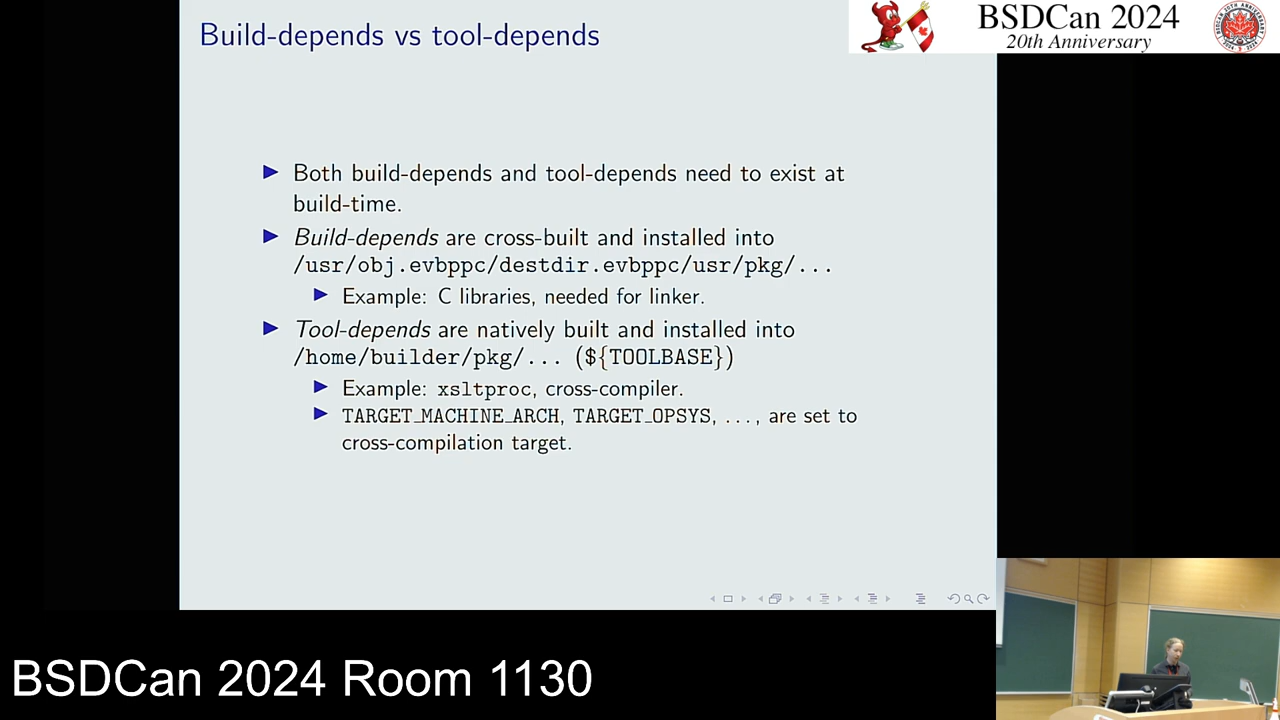 Build-depends vs tool-depends
BSDCan 2024
20th Anniversary
Both build-depends and tool-depends need to exist at
build-time.
Build-depends are cross-built and installed into
/usr/obj.evbppc/destdir.evbppc/usr/pkg/...
Example: C libraries, needed for linker.
Tool-depends are natively built and installed into
/home/builder/pkg/... (${TOOLBASE})
Example: xsltproc, cross-compiler.
TARGET_MACHINE_ARCH, TARGET_OPSYS, ..., are set to
cross-compilation target.
BSDCan 2024 Room 1130